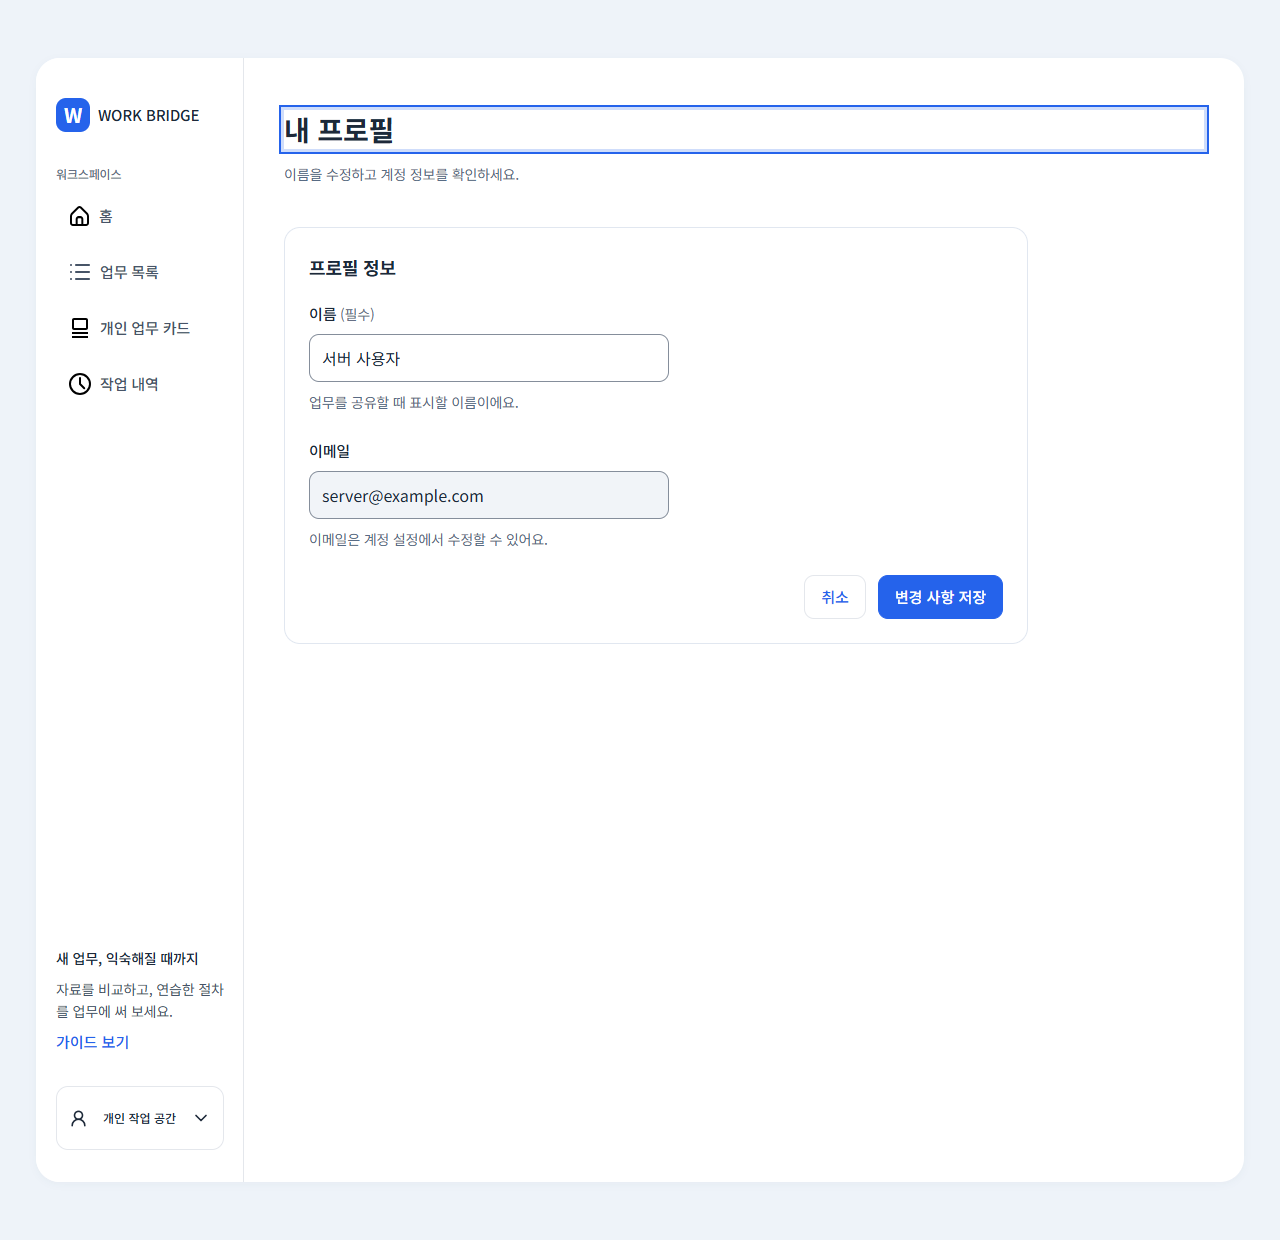 W WORK BRIDGE
워크스페이스
홈
업무 목록
개인 업무 카드
작업 내역
새 업무, 익숙해질 때까지
자료를 비교하고, 연습한 절차
를 업무에 써 보세요.
가이드 보기
개인 작업 공간
내 프로필
이름을 수정하고 계정 정보를 확인하세요.
프로필 정보
이름 (필수)
서버 사용자
업무를 공유할 때 표시할 이름이에요.
이메일
server@example.com
이메일은 계정 설정에서 수정할 수 있어요.
취소
변경 사항 저장